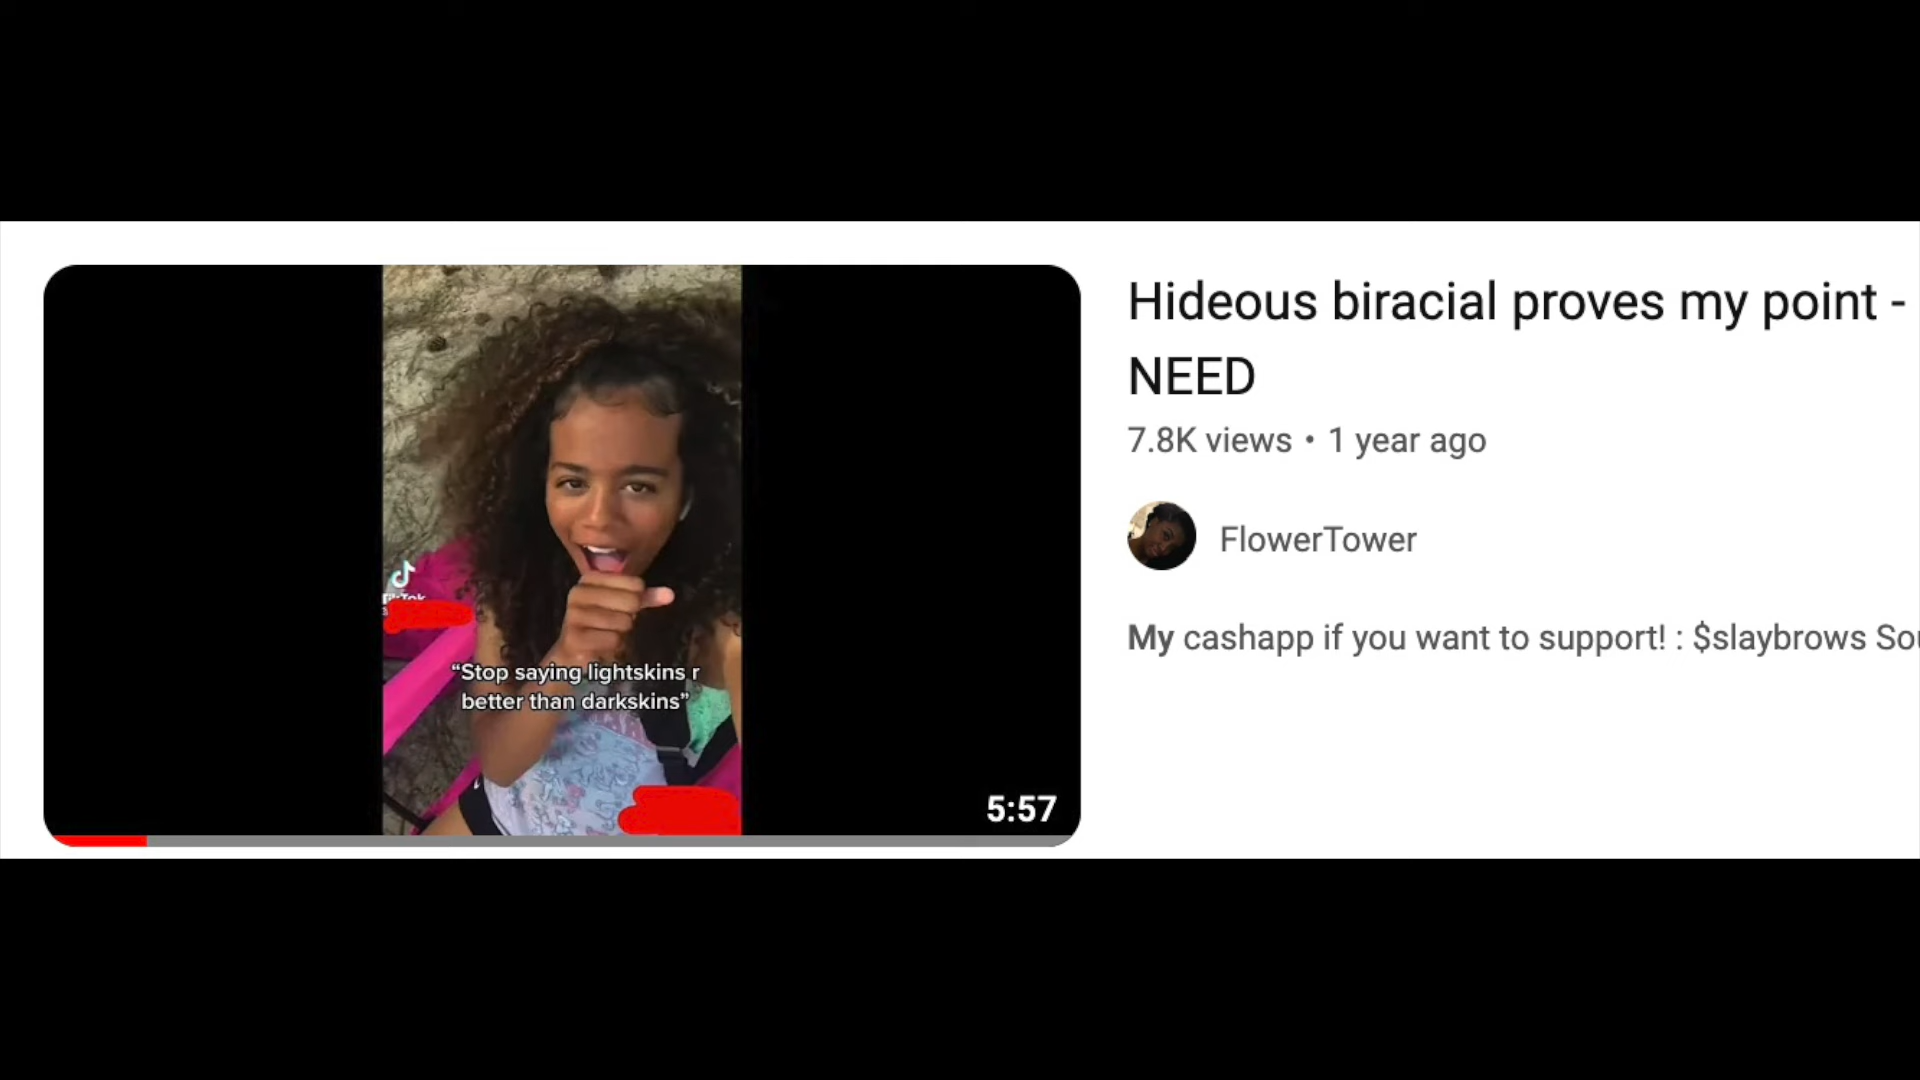 Hideous biracial proves my point -
NEED
7.8K views • 1 year ago
FlowerTower
My cashapp if you want to support! : $slaybrows
TikTok
“Stop saying lightskins r
better than darkskins”
5:57